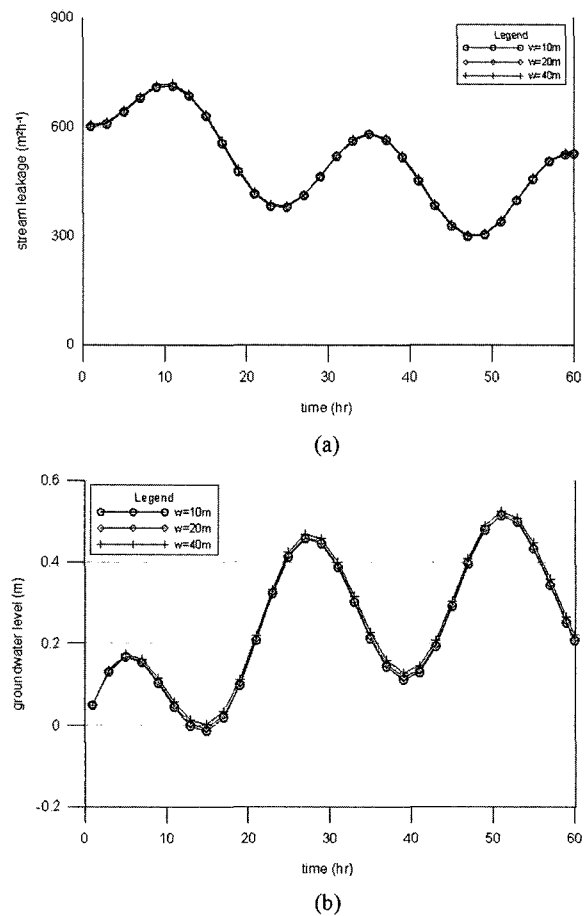 900
600
300
0
stream leakage (m²h⁻¹)
Legend
w=10m
w=20m
w=40m
0 10 20 30 40 50 60
time (hr)
(a)
0.6
0.4
0.2
0
-0.2
groundwater level (m)
Legend
w=10m
w=20m
w=40m
0 10 20 30 40 50 60
time (hr)
(b)